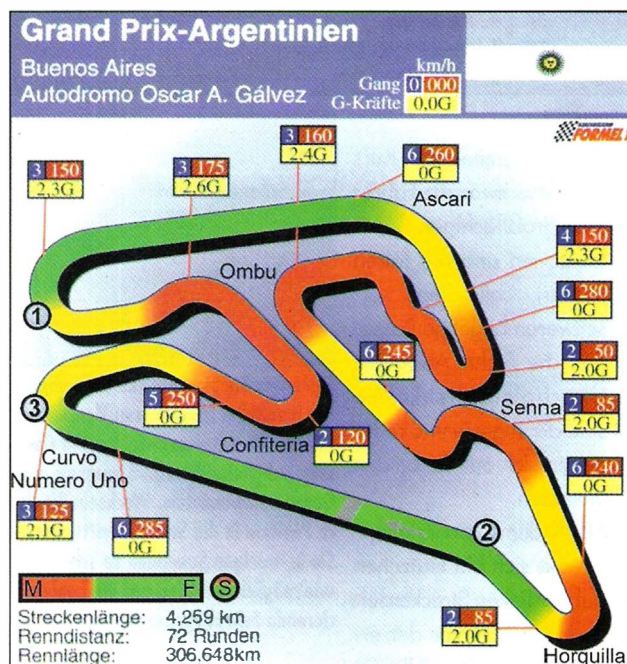 Grand Prix-Argentinien
Buenos Aires
Autodromo Oscar A. Gálvez
km/h
Gang 0 000
G-Kräfte 0,0G
FORMEL 1
3 160
2,4G
3 150
2,3G
3 175
2,6G
6 260
0G
Ascari
4 150
2,3G
Ombu
1
6 280
0G
6 245
0G
2 50
2,0G
5 250
0G
3
Senna
2 85
2,0G
Confiteria
2 120
0G
Curvo
Numero Uno
6 240
0G
3 125
2,1G
6 285
0G
2
M F S
2 85
2,0G
Streckenlänge: 4,259 km
Renndistanz: 72 Runden
Rennlänge: 306.648km
Horquilla